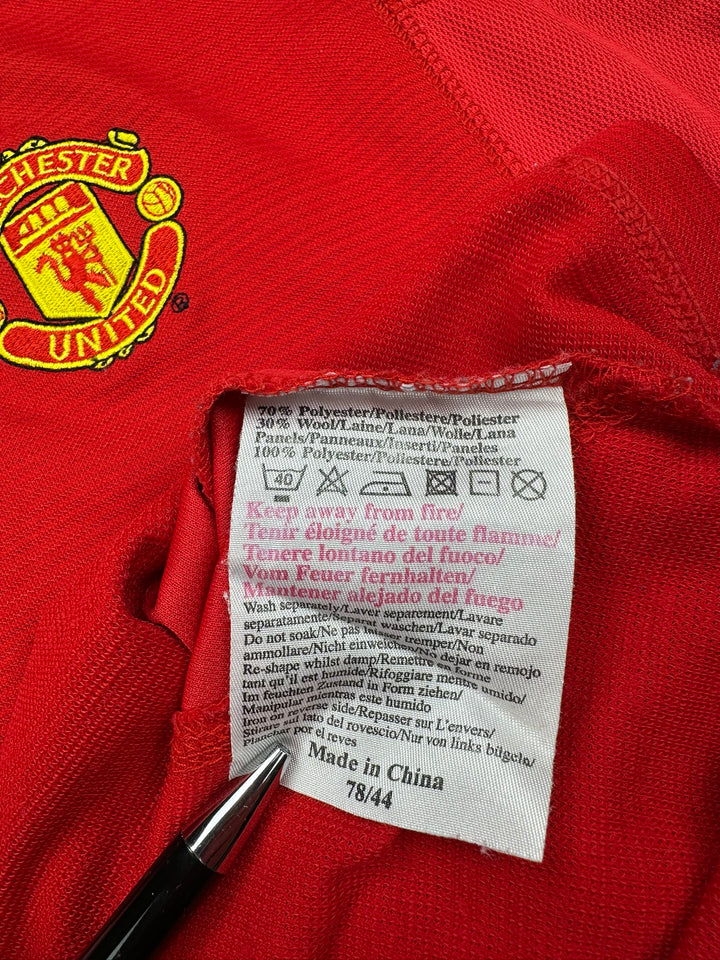 CHESTER
UNITED
®
70% Polyester/Poliestere/Poliester
30% Wool/Laine/Lana/Wolle/Lana
Panels/Panneaux/Inserti/Paneles
100% Polyester/Poliestere/Poliester
40
Keep away from fire/
Tenir éloigné de toute flamme/
Tenere lontano del fuoco/
Vom Feuer fernhalten/
Mantener alejado del fuego
Wash separately/Laver separement/Lavare
separatamente/Separat waschen/Lavar separado
Do not soak/Ne pas laisser tremper/Non
ammollare/Nicht einweichen/No dejar en remojo
Re-shape whilst damp/Remettre en forme
tant qu'il est humide/Rifoggiare mentre umido/
Im feuchten Zustand in Form ziehen/
Manipular mientras este humido
Iron on reverse side/Repasser sur L'envers/
Stirare sul lato del rovescio/Nur von links bügeln/
Planchar por el reves
Made in China
78/44